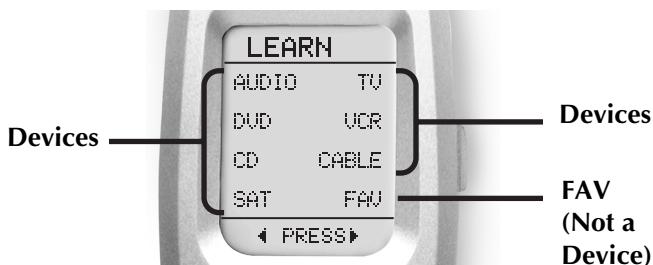 LEARN
AUDIO TV
DVD VCR
CD CABLE
SAT FAV
◀ PRESS▶
Devices
Devices
FAV
(Not a
Device)